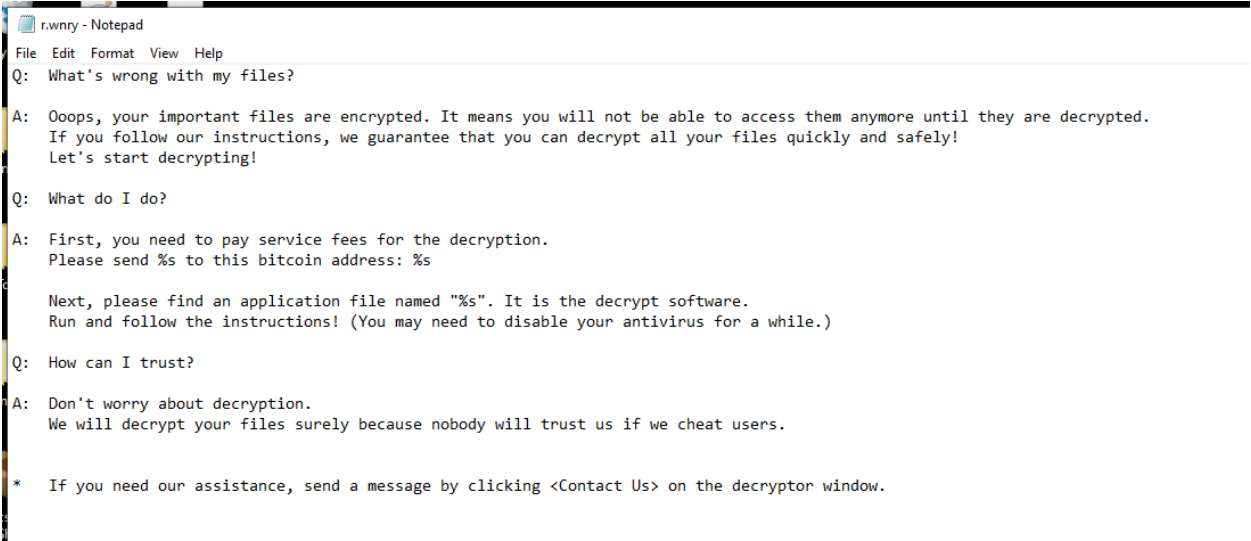 r.wnry - Notepad
File Edit Format View Help
Q: What's wrong with my files?
A: Ooops, your important files are encrypted. It means you will not be able to access them anymore until they are decrypted.
If you follow our instructions, we guarantee that you can decrypt all your files quickly and safely!
Let's start decrypting!
Q: What do I do?
A: First, you need to pay service fees for the decryption.
Please send %s to this bitcoin address: %s
Next, please find an application file named "%s". It is the decrypt software.
Run and follow the instructions! (You may need to disable your antivirus for a while.)
Q: How can I trust?
A: Don't worry about decryption.
We will decrypt your files surely because nobody will trust us if we cheat users.
* If you need our assistance, send a message by clicking <Contact Us> on the decryptor window.